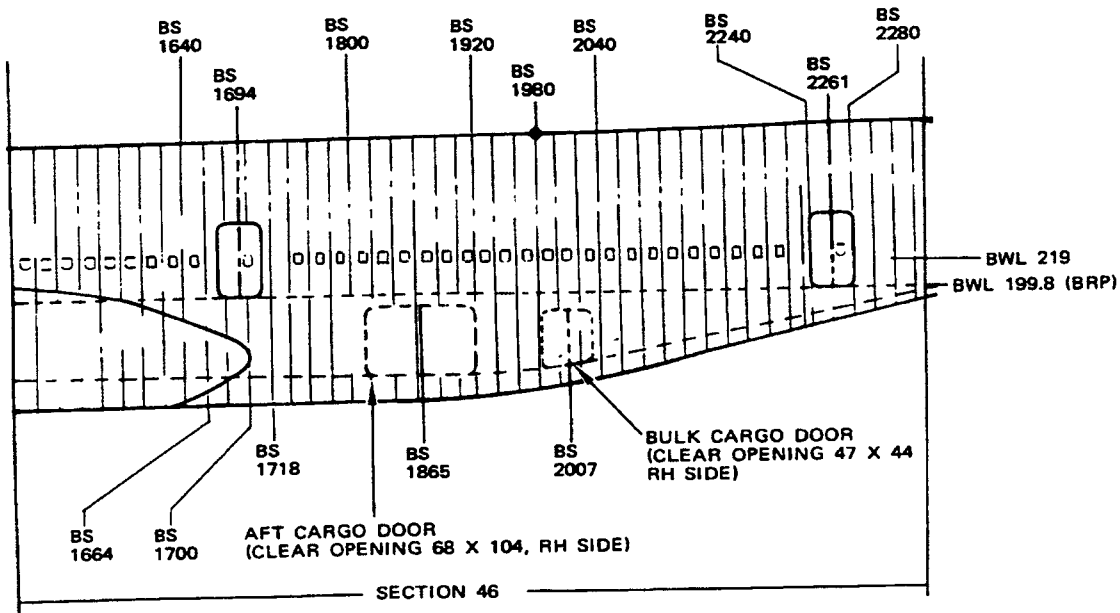 BS
1640
BS
1694
BS
1800
BS
1920
BS
1980
BS
2040
BS
2240
BS
2261
BS
2280
BWL 219
BWL 199.8 (BRP)
BS
1664
BS
1700
BS
1718
BS
1865
BS
2007
BULK CARGO DOOR
(CLEAR OPENING 47 X 44
RH SIDE)
AFT CARGO DOOR
(CLEAR OPENING 68 X 104, RH SIDE)
SECTION 46